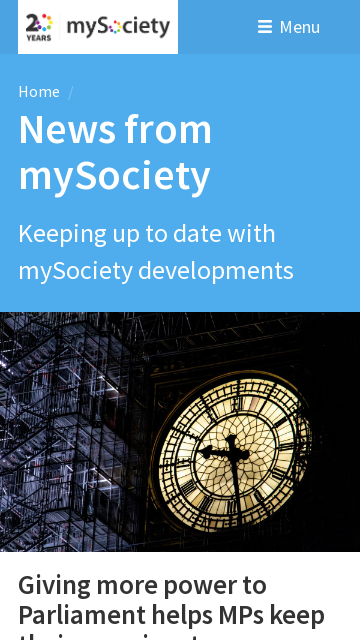 20 YEARS mySociety
Menu
Home /
News from
mySociety
Keeping up to date with
mySociety developments
Giving more power to
Parliament helps MPs keep